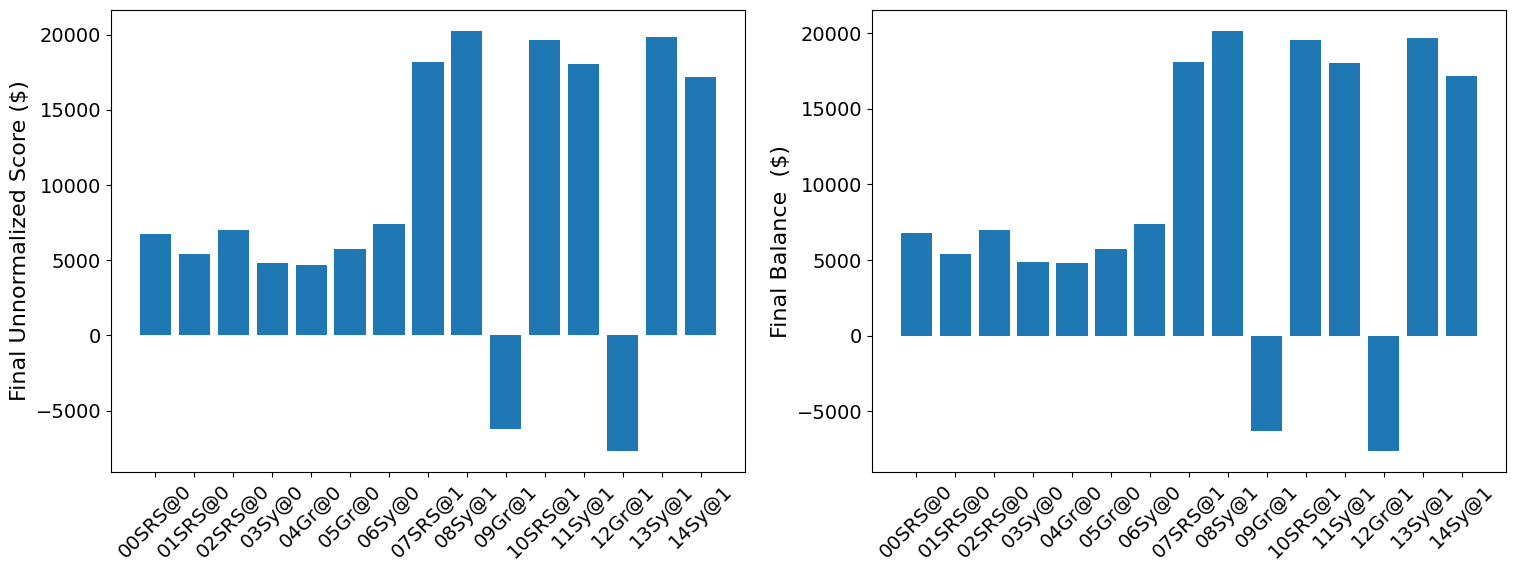 Final Unnormalized Score ($)
20000
15000
10000
5000
0
−5000
00SRS@0
01SRS@0
02SRS@0
03Sy@0
04Gr@0
05Gr@0
06Sy@0
07SRS@1
08Sy@1
09Gr@1
10SRS@1
11Sy@1
12Gr@1
13Sy@1
14Sy@1
Final Balance  ($)
20000
15000
10000
5000
0
−5000
00SRS@0
01SRS@0
02SRS@0
03Sy@0
04Gr@0
05Gr@0
06Sy@0
07SRS@1
08Sy@1
09Gr@1
10SRS@1
11Sy@1
12Gr@1
13Sy@1
14Sy@1